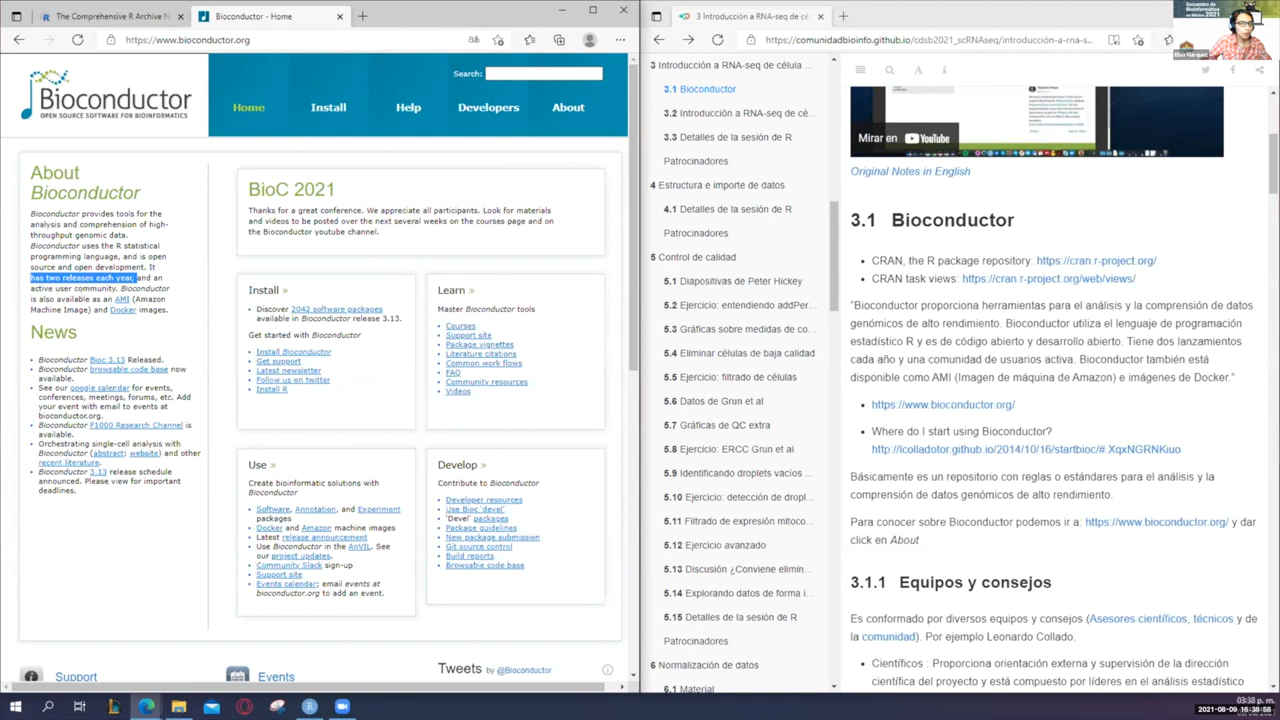 The Comprehensive R Archive N
Bioconductor - Home
https://www.bioconductor.org
Bioconductor
OPEN SOURCE SOFTWARE FOR BIOINFORMATICS
Search:
Home
Install
Help
Developers
About
About
Bioconductor
Bioconductor provides tools for the
analysis and comprehension of high-
throughput genomic data.
Bioconductor uses the R statistical
programming language, and is open
source and open development. It
has two releases each year, and an
active user community. Bioconductor
is also available as an AMI (Amazon
Machine Image) and Docker images.
News
• Bioconductor Bioc 3.13 Released.
• Bioconductor browsable code base now
available.
• See our google calendar for events,
conferences, meetings, forums, etc. Add
your event with email to events at
bioconductor.org.
• Bioconductor F1000 Research Channel is
available.
• Orchestrating single-cell analysis with
Bioconductor (abstract; website) and other
recent literature.
• Bioconductor 3.13 release schedule
announced. Please view for important
deadlines.
BioC 2021
Thanks for a great conference. We appreciate all participants. Look for materials
and videos to be posted over the next several weeks on the courses page and on
the Bioconductor youtube channel.
Install »
• Discover 2042 software packages
available in Bioconductor release 3.13.
Get started with Bioconductor
• Install Bioconductor
• Get support
• Latest newsletter
• Follow us on twitter
• Install R
Learn »
Master Bioconductor tools
• Courses
• Support site
• Package vignettes
• Literature citations
• Common work flows
• FAQ
• Community resources
• Videos
Use »
Create bioinformatic solutions with
Bioconductor
• Software, Annotation, and Experiment
packages
• Docker and Amazon machine images
• Latest release announcement
• Use Bioconductor in the AnVIL. See
our project updates.
• Community Slack sign-up
• Support site
• Events calendar; email events at
bioconductor.org to add an event.
Develop »
Contribute to Bioconductor
• Developer resources
• Use Bioc 'devel'
• 'Devel' packages
• Package guidelines
• New package submission
• Git source control
• Build reports
• Browsable code base
Support
Events
Tweets by @Bioconductor
3 Introducción a RNA-seq de cé
https://comunidadbioinfo.github.io/cdsb2021_scRNAseq/introducción-a-rna-s...
3 Introducción a RNA-seq de célula ...
3.1 Bioconductor
3.2 Introducción a RNA-seq de cé...
3.3 Detalles de la sesión de R
Patrocinadores
4 Estructura e importe de datos
4.1 Detalles de la sesión de R
Patrocinadores
5 Control de calidad
5.1 Diapositivas de Peter Hickey
5.2 Ejercicio: entendiendo addPer...
5.3 Gráficas sobre medidas de co...
5.4 Eliminar células de baja calidad
5.5 Ejercicio: filtrado de células
5.6 Datos de Grun et al
5.7 Gráficas de QC extra
5.8 Ejercicio: ERCC Grun et al
5.9 Identificando droplets vacíos ...
5.10 Ejercicio: detección de dropl...
5.11 Filtrado de expresión mitoco...
5.12 Ejercicio avanzado
5.13 Discusión ¿Conviene elimin...
5.14 Explorando datos de forma i...
5.15 Detalles de la sesión de R
Patrocinadores
6 Normalización de datos
6.1 Material
Mirar en YouTube
Original Notes in English
3.1 Bioconductor
• CRAN, the R package repository: https://cran.r-project.org/
• CRAN task views: https://cran.r-project.org/web/views/
“Bioconductor proporciona herramientas para el análisis y la comprensión de datos
genómicos de alto rendimiento. Bioconductor utiliza el lenguaje de programación
estadístico R y es de código abierto y desarrollo abierto. Tiene dos lanzamientos
cada año y una comunidad de usuarios activa. Bioconductor también está
disponible como AMI (Imagen de máquina de Amazon) e imágenes de Docker.”
• https://www.bioconductor.org/
• Where do I start using Bioconductor?
http://lcolladotor.github.io/2014/10/16/startbioc/#.XqxNGRNKiuo
Básicamente es un repositorio con reglas o estándares para el análisis y la
comprensión de datos genómicos de alto rendimiento.
Para conocer sobre Bioconductor podemos ir a: https://www.bioconductor.org/ y dar
click en About
3.1.1 Equipos y consejos
Es conformado por diversos equipos y consejos (Asesores científicos, técnicos y de
la comunidad). Por ejemplo Leonardo Collado.
• Científicos : Proporciona orientación externa y supervisión de la dirección
científica del proyecto y está compuesto por líderes en el análisis estadístico
Encuentro de
Bioinformática
en México 2021
Elisa Márquez
03:38 p. m.
2021-08-09 16:38:58